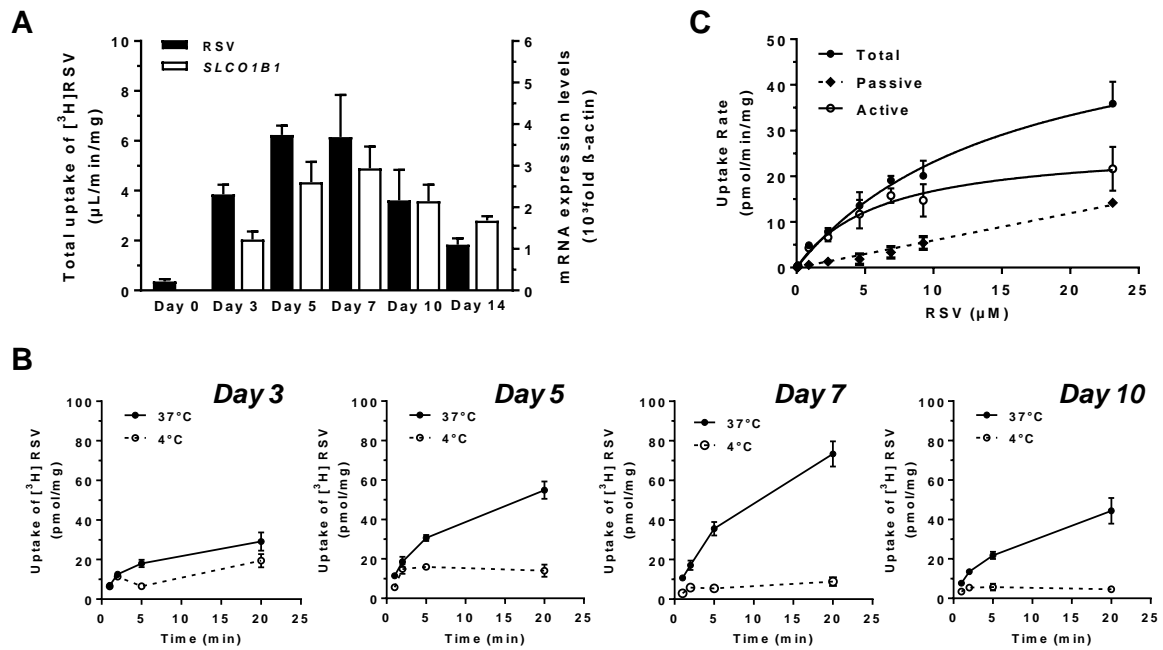 A
Total uptake of [³H]RSV
(µL/min/mg)
10
8
6
4
2
0
RSV
SLCO1B1
6
5
4
3
2
1
0
mRNA expression levels
(10³fold ß-actin)
Day 0 Day 3 Day 5 Day 7 Day 10 Day 14
C
Uptake Rate
(pmol/min/mg)
50
40
30
20
10
0
Total
Passive
Active
0 5 10 15 20 25
RSV (µM)
B
Day 3
Uptake of [³H] RSV
(pmol/mg)
100
80
60
40
20
0
37°C
4°C
0 5 10 15 20 25
Time (min)
Day 5
Uptake of [³H] RSV
(pmol/mg)
100
80
60
40
20
0
37°C
4°C
0 5 10 15 20 25
Time (min)
Day 7
Uptake of [³H] RSV
(pmol/mg)
100
80
60
40
20
0
37°C
4°C
0 5 10 15 20 25
Time (min)
Day 10
Uptake of [³H] RSV
(pmol/mg)
100
80
60
40
20
0
37°C
4°C
0 5 10 15 20 25
Time (min)